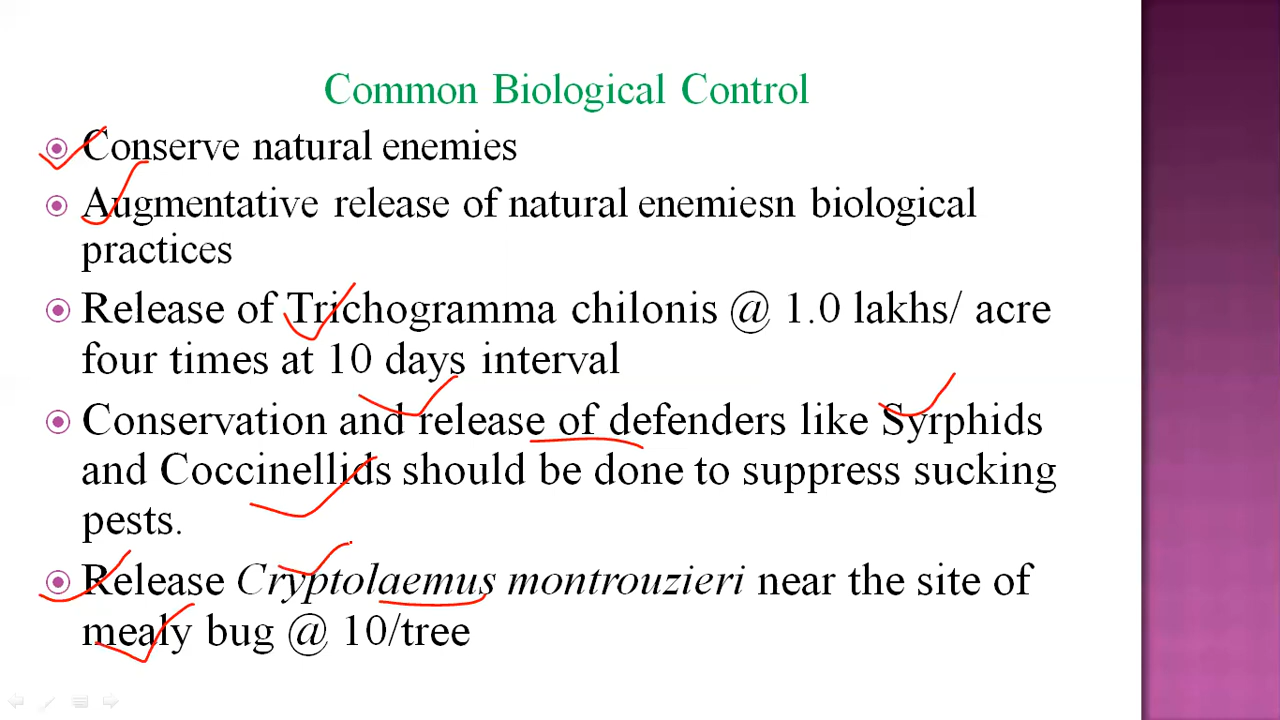 Common Biological Control
Conserve natural enemies
Augmentative release of natural enemiesn biological
practices
Release of Trichogramma chilonis @ 1.0 lakhs/ acre
four times at 10 days interval
Conservation and release of defenders like Syrphids
and Coccinellids should be done to suppress sucking
pests.
Release Cryptolaemus montrouzieri near the site of
mealy bug @ 10/tree